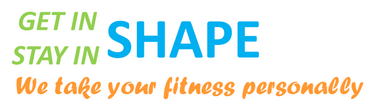 GET IN
STAY IN SHAPE
We take your fitness personally